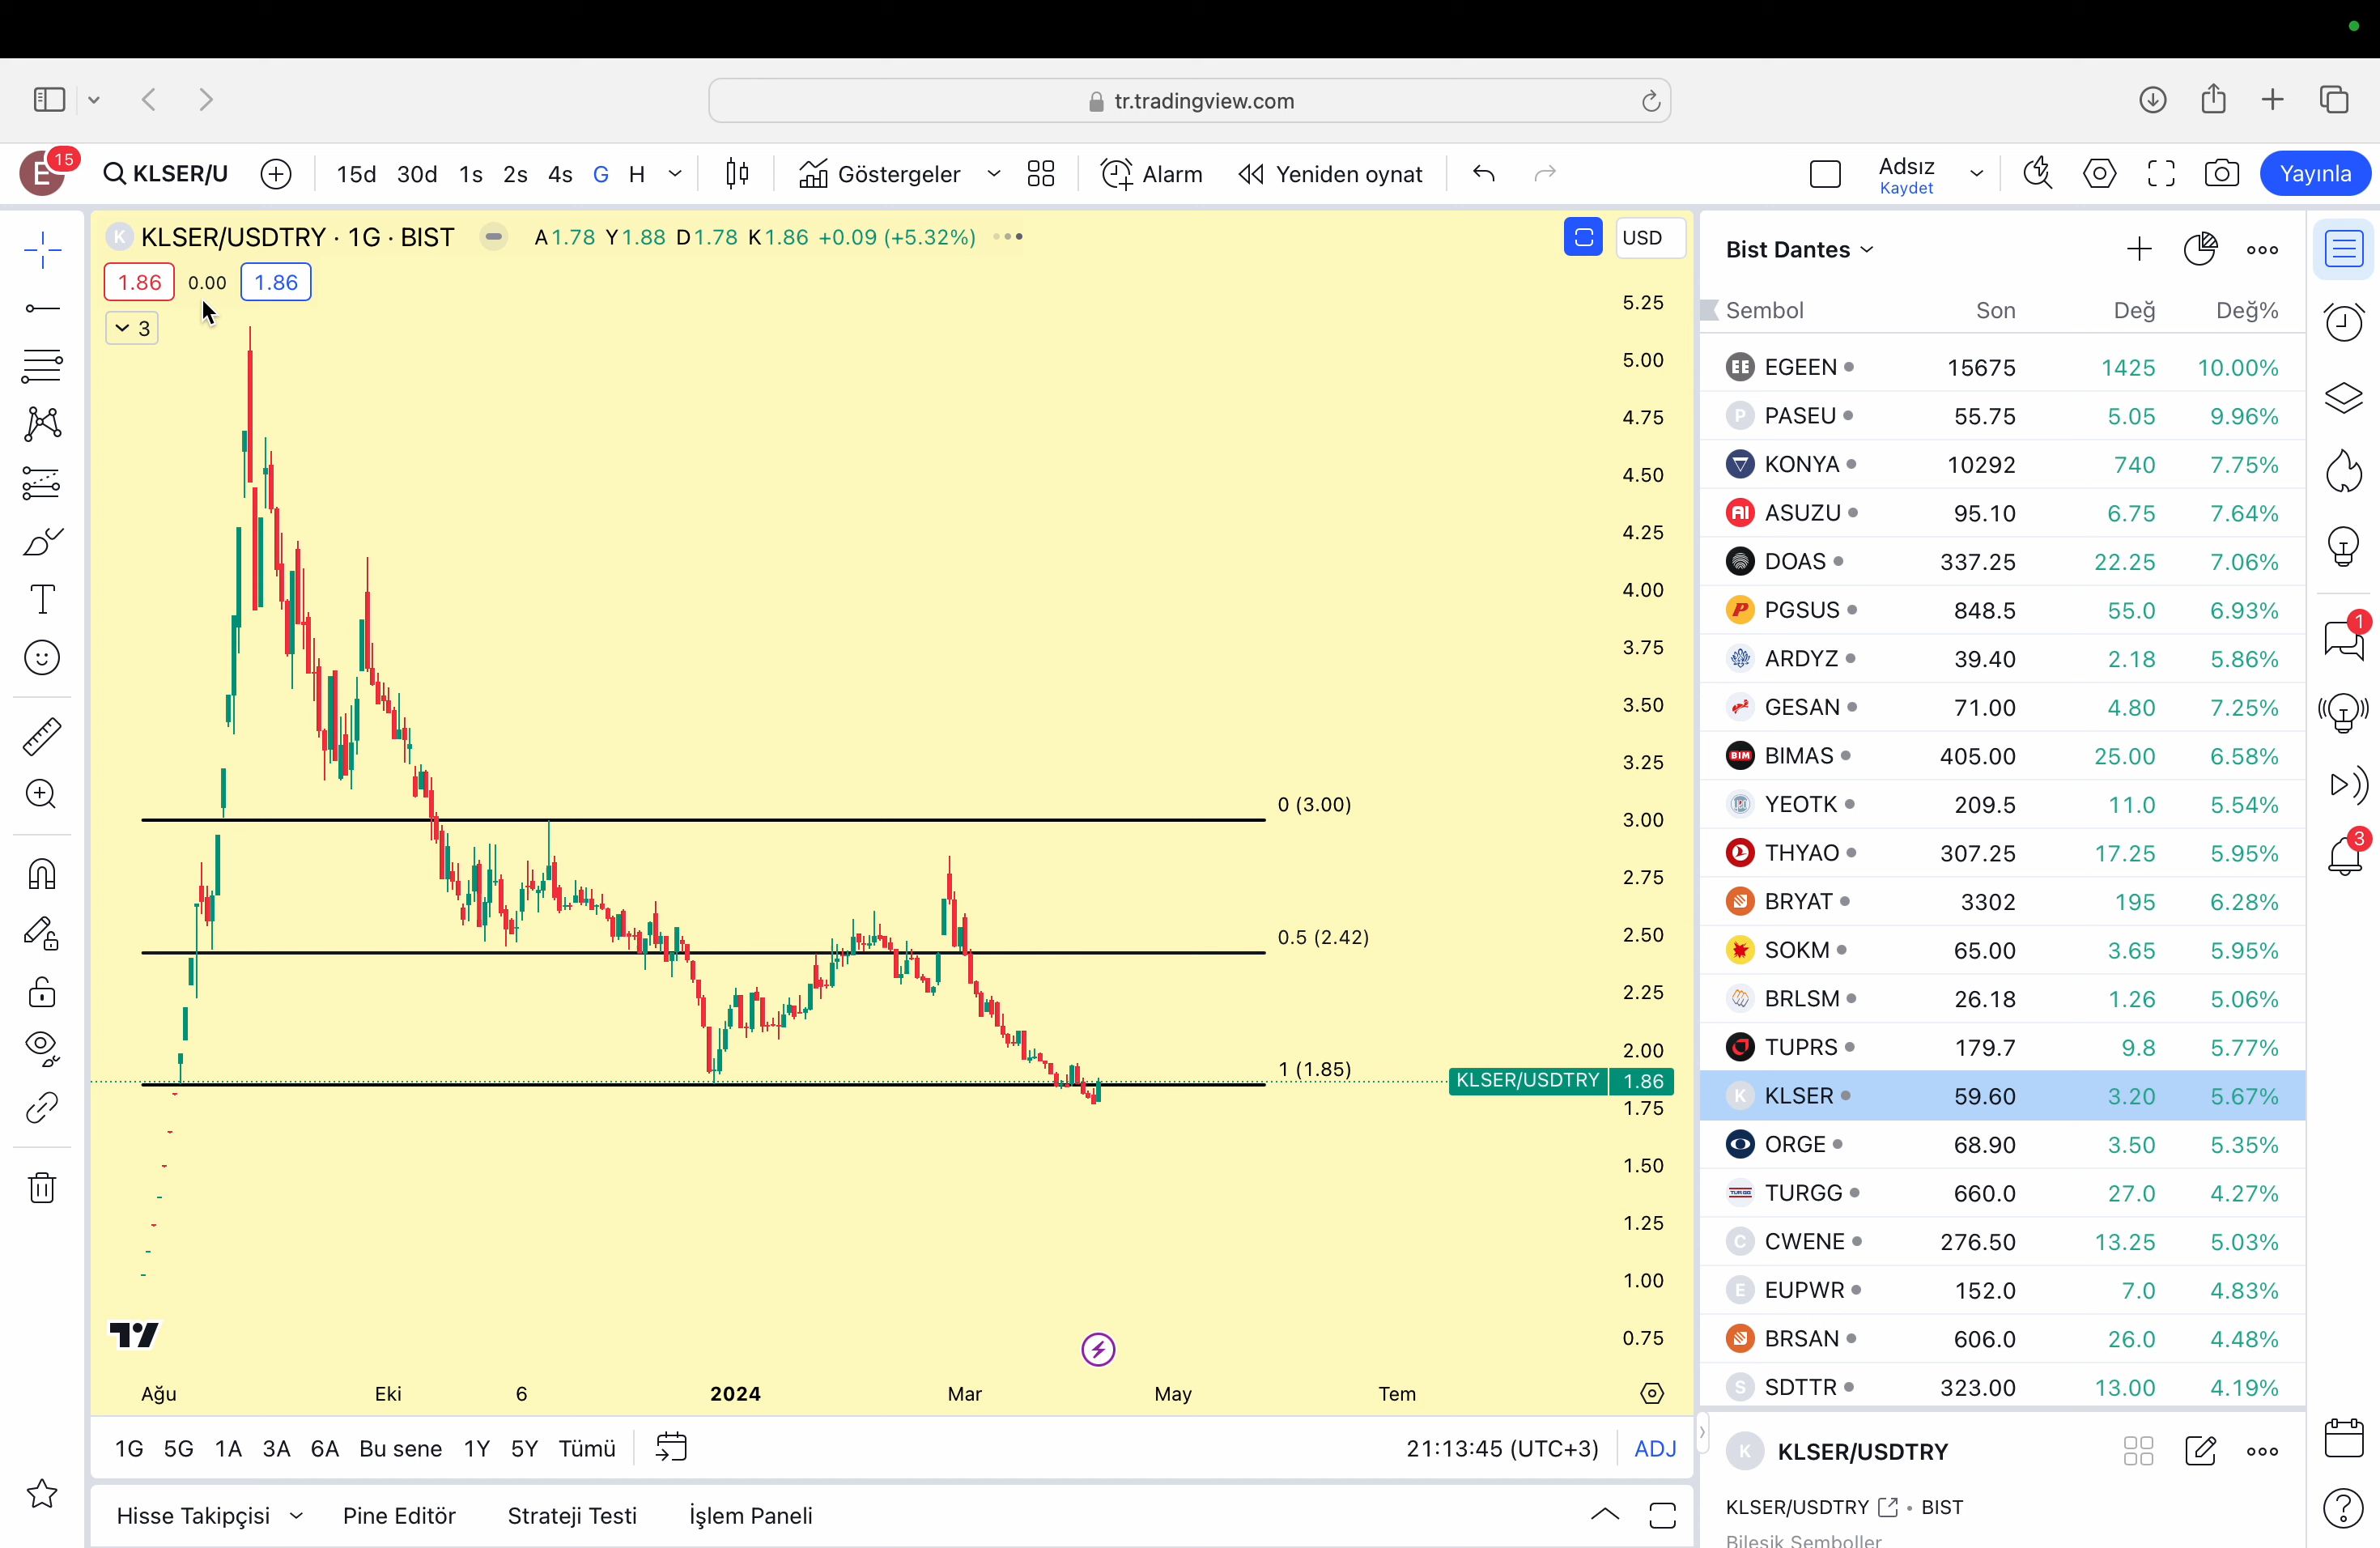 tr.tradingview.com
E 15 KLSER/U 15d 30d 1s 2s 4s G H Göstergeler Alarm Yeniden oynat Adsız Kaydet Yayınla
K KLSER/USDTRY · 1G · BIST A1.78 Y1.88 D1.78 K1.86 +0.09 (+5.32%) USD
1.86 0.00 1.86
3
5.25
5.00
4.75
4.50
4.25
4.00
3.75
3.50
3.25
0 (3.00) 3.00
2.75
0.5 (2.42) 2.50
2.25
2.00
1 (1.85)
KLSER/USDTRY 1.86
1.75
1.50
1.25
1.00
0.75
Ağu Eki 6 2024 Mar May Tem
1G 5G 1A 3A 6A Bu sene 1Y 5Y Tümü 21:13:45 (UTC+3) ADJ
Hisse Takipçisi Pine Editör Strateji Testi İşlem Paneli
Bist Dantes
Sembol Son Değ Değ%
EE EGEEN 15675 1425 10.00%
P PASEU 55.75 5.05 9.96%
KONYA 10292 740 7.75%
AI ASUZU 95.10 6.75 7.64%
DOAS 337.25 22.25 7.06%
P PGSUS 848.5 55.0 6.93%
ARDYZ 39.40 2.18 5.86%
GESAN 71.00 4.80 7.25%
BIM BIMAS 405.00 25.00 6.58%
YEOTK 209.5 11.0 5.54%
THYAO 307.25 17.25 5.95%
BRYAT 3302 195 6.28%
SOKM 65.00 3.65 5.95%
BRLSM 26.18 1.26 5.06%
TUPRS 179.7 9.8 5.77%
K KLSER 59.60 3.20 5.67%
ORGE 68.90 3.50 5.35%
TURGG 660.0 27.0 4.27%
C CWENE 276.50 13.25 5.03%
E EUPWR 152.0 7.0 4.83%
BRSAN 606.0 26.0 4.48%
S SDTTR 323.00 13.00 4.19%
K KLSER/USDTRY
KLSER/USDTRY • BIST
Bileşik Semboller
1
3